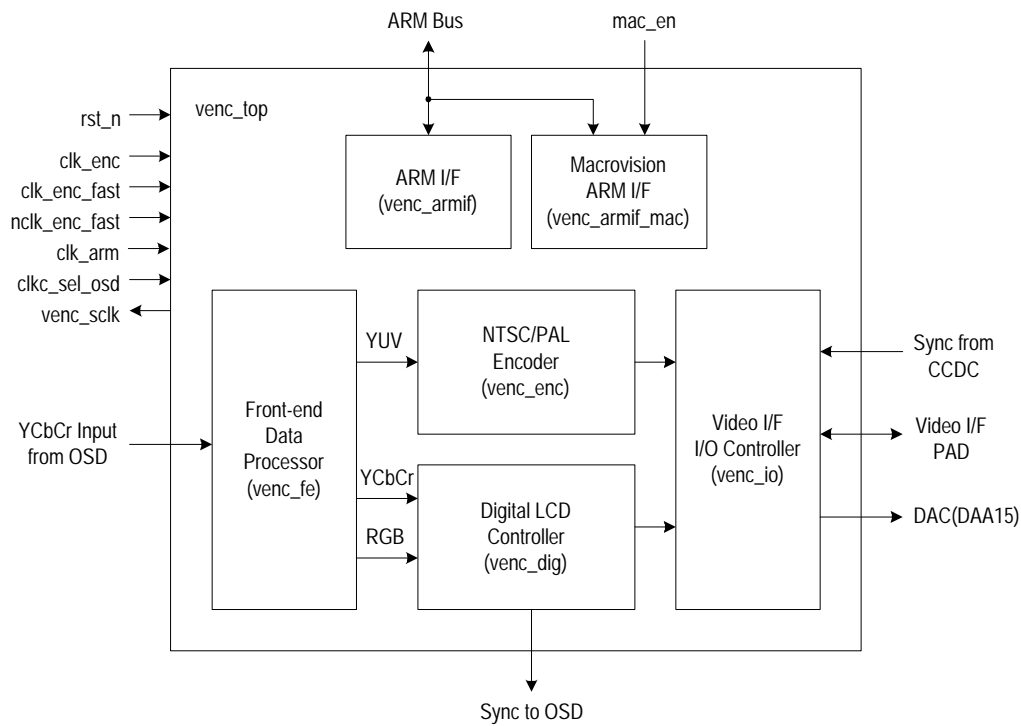 ARM Bus
mac_en
venc_top
rst_n
clk_enc
clk_enc_fast
nclk_enc_fast
clk_arm
clkc_sel_osd
venc_sclk
ARM I/F
(venc_armif)
Macrovision
ARM I/F
(venc_armif_mac)
YCbCr Input
from OSD
Front-end
Data
Processor
(venc_fe)
YUV
YCbCr
RGB
NTSC/PAL
Encoder
(venc_enc)
Digital LCD
Controller
(venc_dig)
Video I/F
I/O Controller
(venc_io)
Sync from
CCDC
Video I/F
PAD
DAC(DAA15)
Sync to OSD